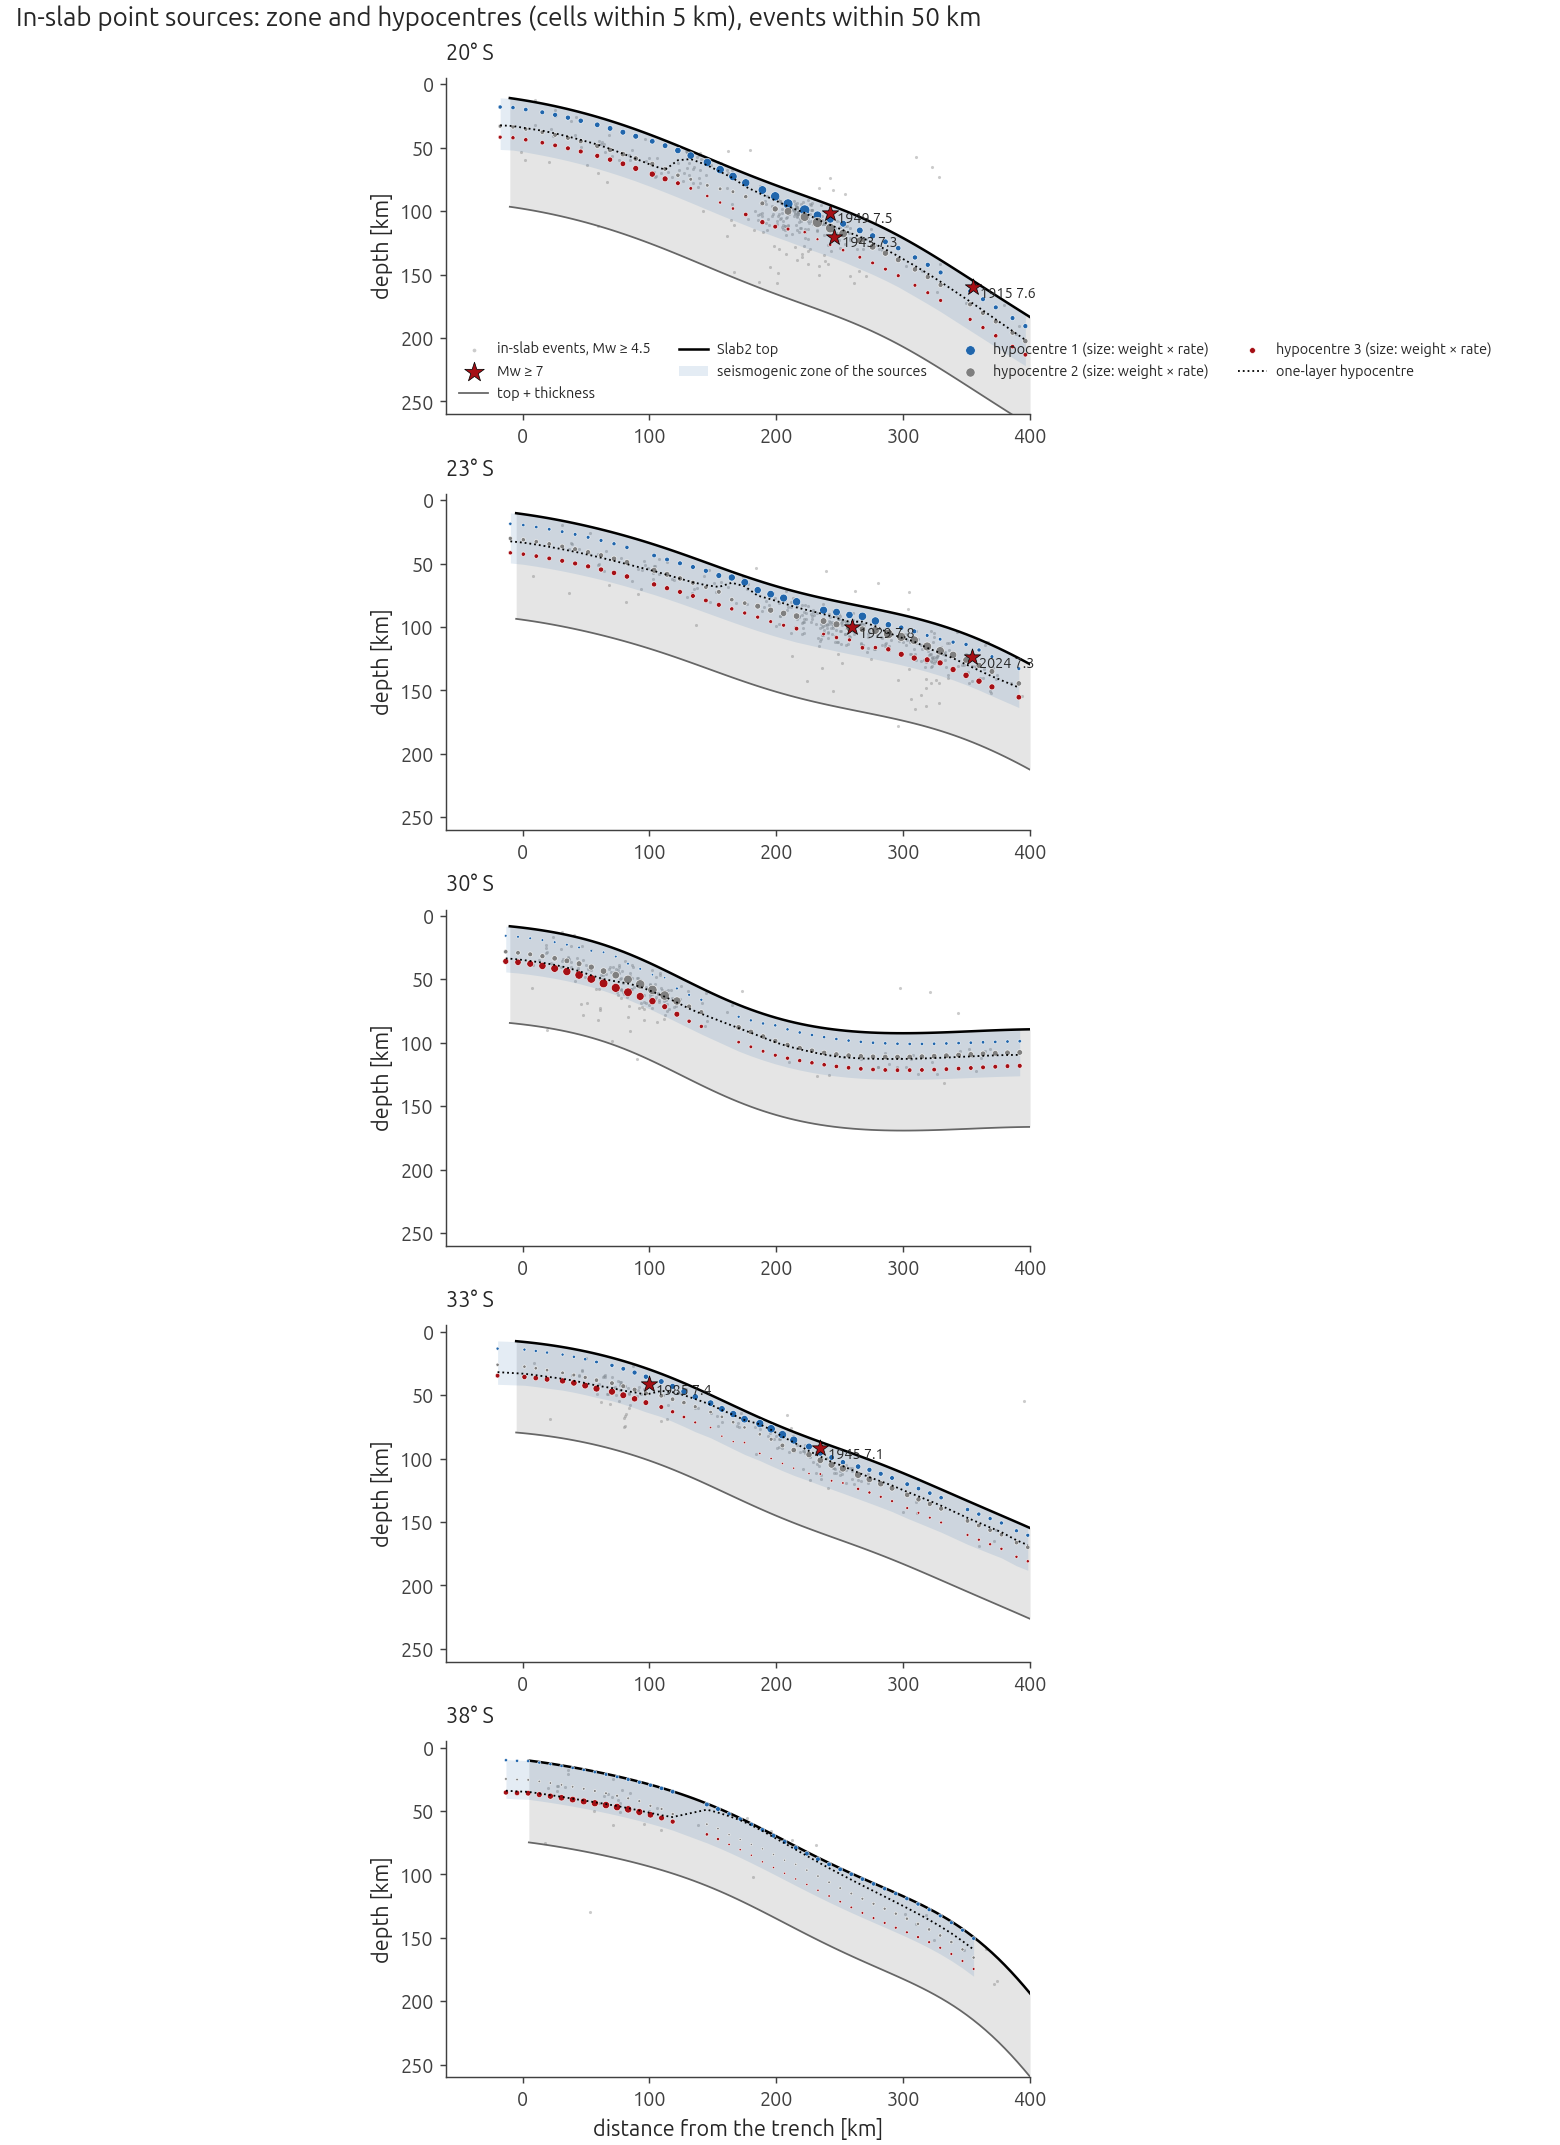 In-slab point sources: zone and hypocentres (cells within 5 km), events within 50 km
20° S
0
50
100
150
200
250
depth [km]
1949 7.5
1943 7.3
1915 7.6
in-slab events, Mw ≥ 4.5
Mw ≥ 7
top + thickness
Slab2 top
seismogenic zone of the sources
hypocentre 1 (size: weight × rate)
hypocentre 2 (size: weight × rate)
hypocentre 3 (size: weight × rate)
one-layer hypocentre
0 100 200 300 400
23° S
0
50
100
150
200
250
depth [km]
1929 7.8
2024 7.3
0 100 200 300 400
30° S
0
50
100
150
200
250
depth [km]
0 100 200 300 400
33° S
0
50
100
150
200
250
depth [km]
1985 7.4
1945 7.1
0 100 200 300 400
38° S
0
50
100
150
200
250
depth [km]
0 100 200 300 400
distance from the trench [km]